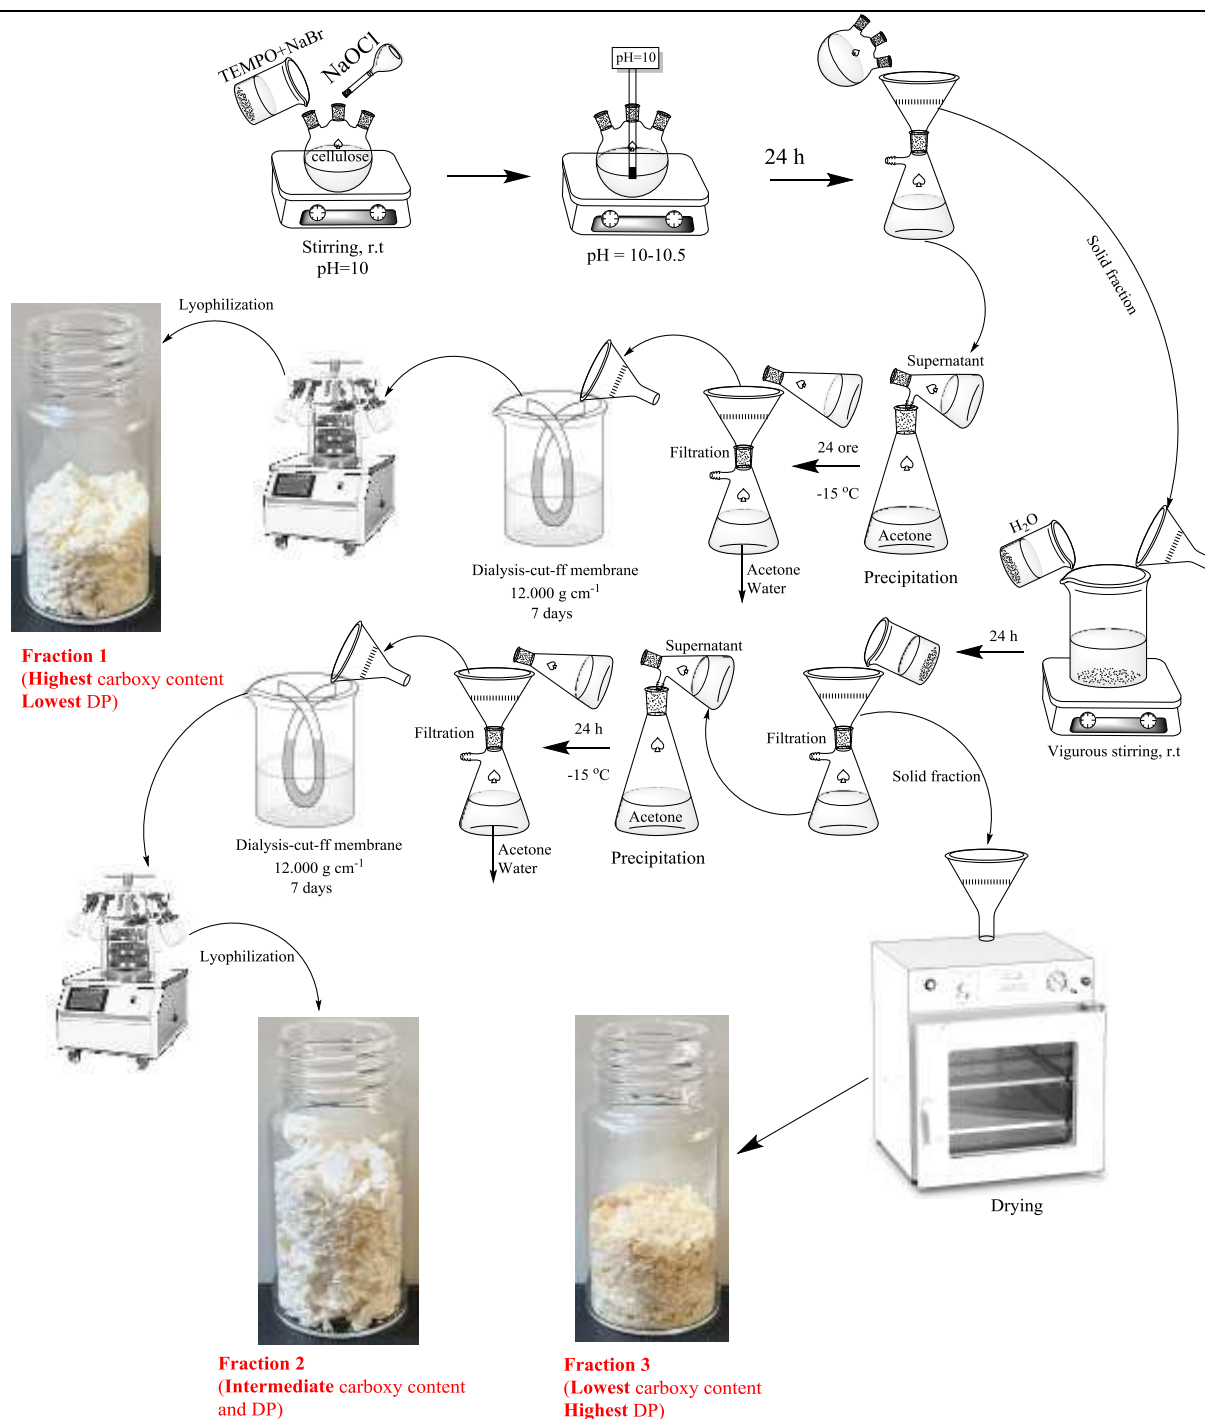 TEMPO+NaBr
NaOCl
cellulose
Stirring, r.t
pH=10
pH=10
pH = 10-10.5
24 h
Solid fraction
Lyophilization
Supernatant
Filtration
24 ore
-15 °C
Acetone
Precipitation
Acetone
Water
Dialysis-cut-ff membrane
12.000 g cm-1
7 days
H2O
Fraction 1
(Highest carboxy content
Lowest DP)
24 h
Vigurous stirring, r.t
Supernatant
Filtration
24 h
-15 °C
Acetone
Precipitation
Filtration
Solid fraction
Acetone
Water
Dialysis-cut-ff membrane
12.000 g cm-1
7 days
Lyophilization
Drying
Fraction 2
(Intermediate carboxy content
and DP)
Fraction 3
(Lowest carboxy content
Highest DP)